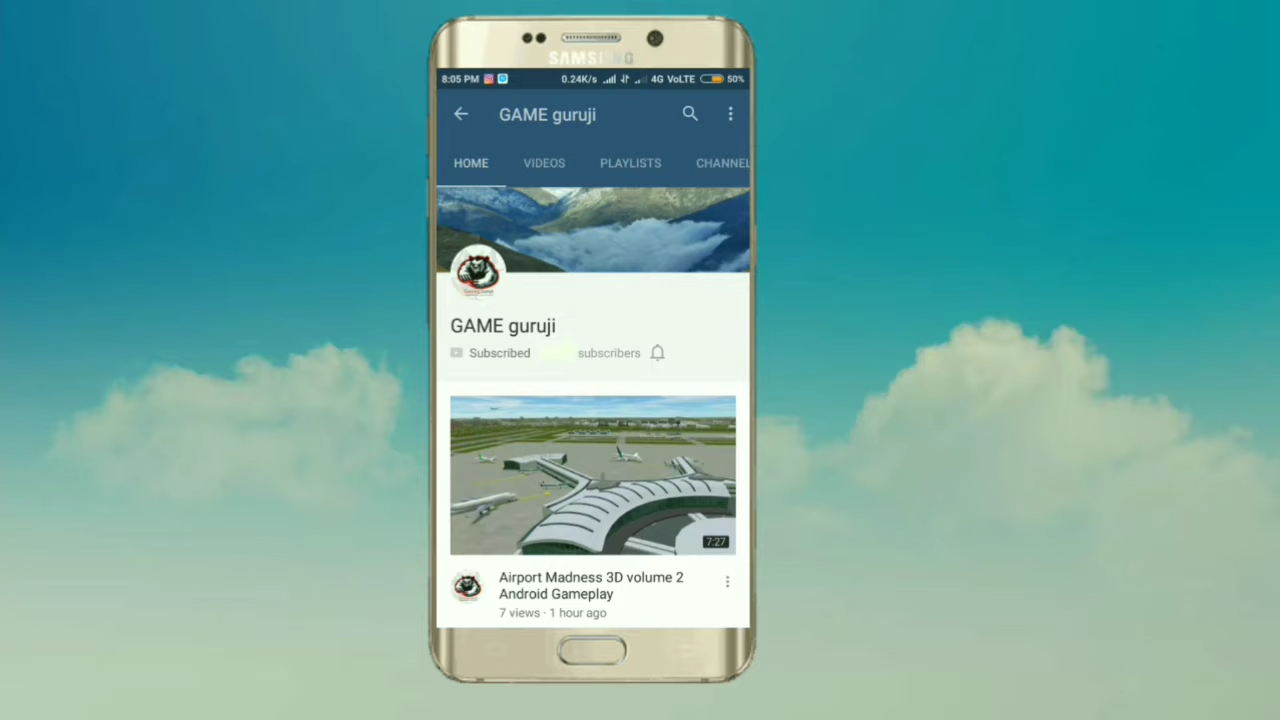 SAMSUNG
8:05 PM 0.24K/s 4G VoLTE 50%
GAME guruji
HOME VIDEOS PLAYLISTS CHANNEL
GAME guruji
Subscribed subscribers
7:27
Airport Madness 3D volume 2
Android Gameplay
7 views · 1 hour ago